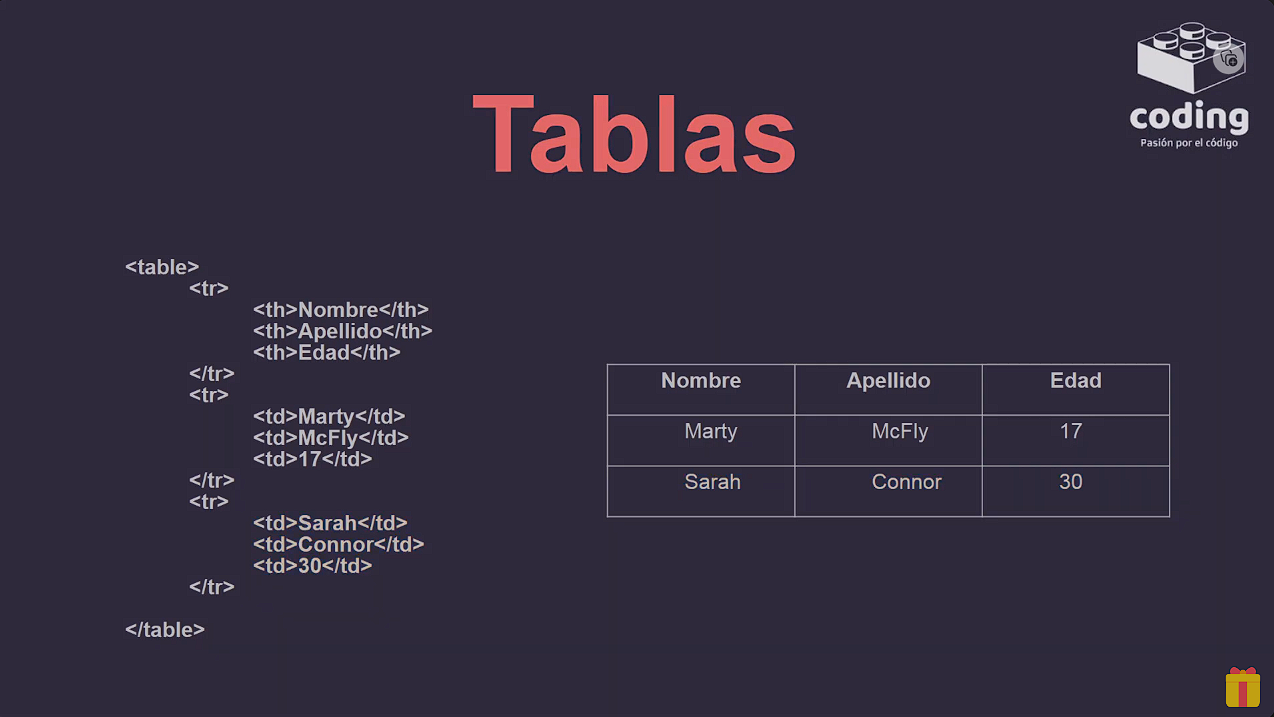 coding
Pasión por el código
Tablas
<table>
<tr>
<th>Nombre</th>
<th>Apellido</th>
<th>Edad</th>
</tr>
<tr>
<td>Marty</td>
<td>McFly</td>
<td>17</td>
</tr>
<tr>
<td>Sarah</td>
<td>Connor</td>
<td>30</td>
</tr>
</table>
Nombre Apellido Edad
Marty McFly 17
Sarah Connor 30